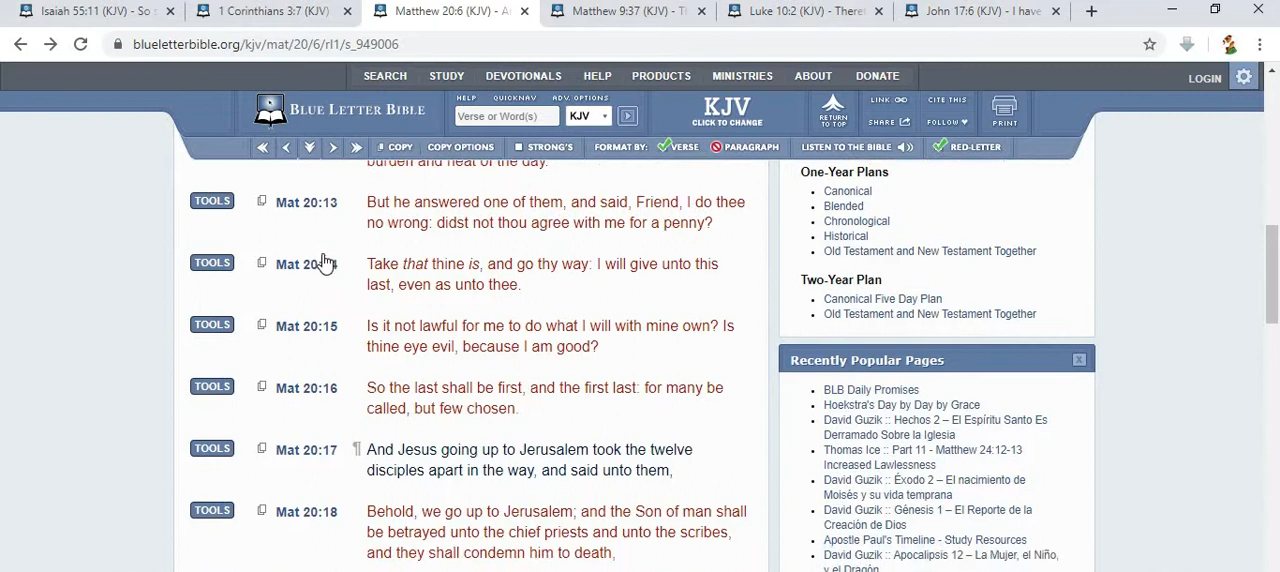 Isaiah 55:11 (KJV) - So
1 Corinthians 3:7 (KJV)
Matthew 20:6 (KJV) -
Matthew 9:37 (KJV) -
Luke 10:2 (KJV) -
John 17:6 (KJV) - I have
blueletterbible.org/kjv/mat/20/6/rl1/s_949006
SEARCH STUDY DEVOTIONALS HELP PRODUCTS MINISTRIES ABOUT DONATE LOGIN
BLUE LETTER BIBLE
HELP QUICKNAV ADV. OPTIONS
Verse or Word(s) KJV
KJV
CLICK TO CHANGE
RETURN
TO TOP
LINK CITE THIS
SHARE FOLLOW
PRINT
COPY COPY OPTIONS STRONG'S FORMAT BY: VERSE PARAGRAPH LISTEN TO THE BIBLE RED-LETTER
burden and heat of the day.
TOOLS Mat 20:13 But he answered one of them, and said, Friend, I do thee
no wrong: didst not thou agree with me for a penny?
TOOLS Mat Take that thine is, and go thy way: I will give unto this
last, even as unto thee.
TOOLS Mat 20:15 Is it not lawful for me to do what I will with mine own? Is
thine eye evil, because I am good?
TOOLS Mat 20:16 So the last shall be first, and the first last: for many be
called, but few chosen.
TOOLS Mat 20:17 ¶ And Jesus going up to Jerusalem took the twelve
disciples apart in the way, and said unto them,
TOOLS Mat 20:18 Behold, we go up to Jerusalem; and the Son of man shall
be betrayed unto the chief priests and unto the scribes,
and they shall condemn him to death,
One-Year Plans
Canonical
Blended
Chronological
Historical
Old Testament and New Testament Together
Two-Year Plan
Canonical Five Day Plan
Old Testament and New Testament Together
Recently Popular Pages x
BLB Daily Promises
Hoekstra's Day by Day by Grace
David Guzik :: Hechos 2 – El Espíritu Santo Es
Derramado Sobre la Iglesia
Thomas Ice :: Part 11 - Matthew 24:12-13
Increased Lawlessness
David Guzik :: Éxodo 2 – El nacimiento de
Moisés y su vida temprana
David Guzik :: Génesis 1 – El Reporte de la
Creación de Dios
Apostle Paul's Timeline - Study Resources
David Guzik :: Apocalipsis 12 – La Mujer, el Niño,
y el Dragón